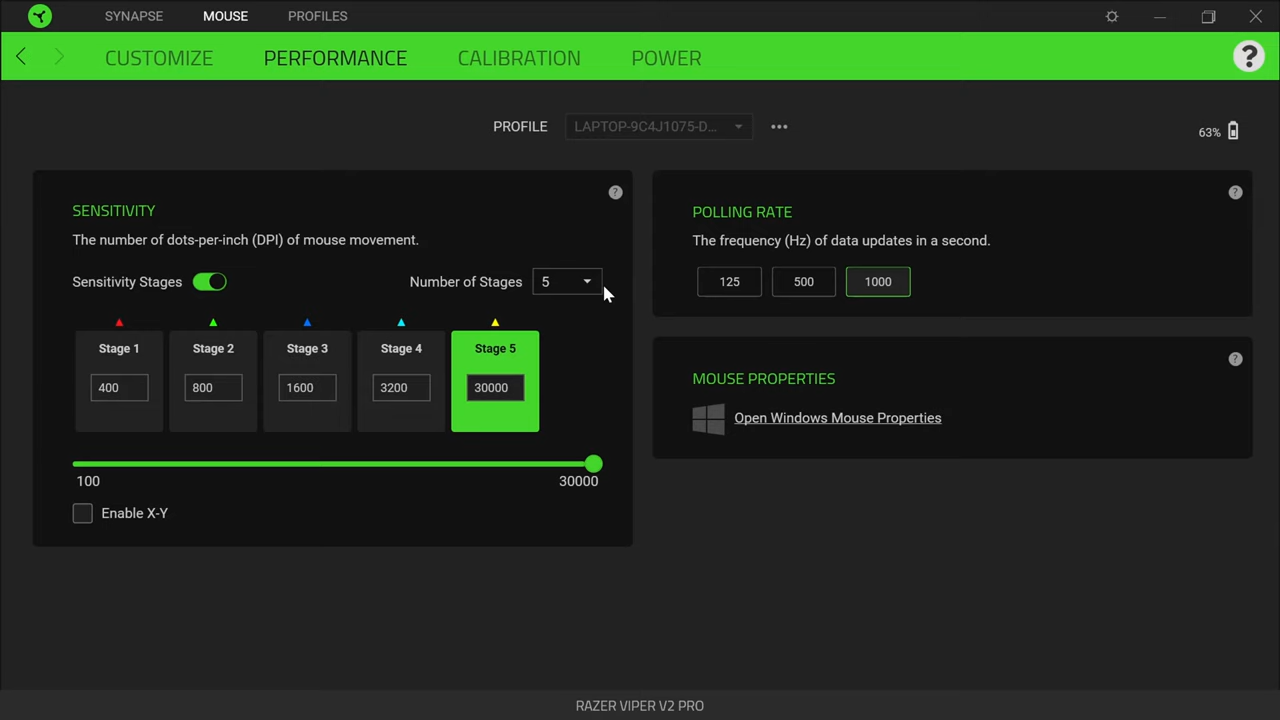 SYNAPSE MOUSE PROFILES
CUSTOMIZE PERFORMANCE CALIBRATION POWER ?
PROFILE LAPTOP-9C4J1075-D... •••
63%
SENSITIVITY ?
The number of dots-per-inch (DPI) of mouse movement.
Sensitivity Stages Number of Stages 5
Stage 1 Stage 2 Stage 3 Stage 4 Stage 5
400 800 1600 3200 30000
100 30000
Enable X-Y
POLLING RATE ?
The frequency (Hz) of data updates in a second.
125 500 1000
MOUSE PROPERTIES ?
Open Windows Mouse Properties
RAZER VIPER V2 PRO